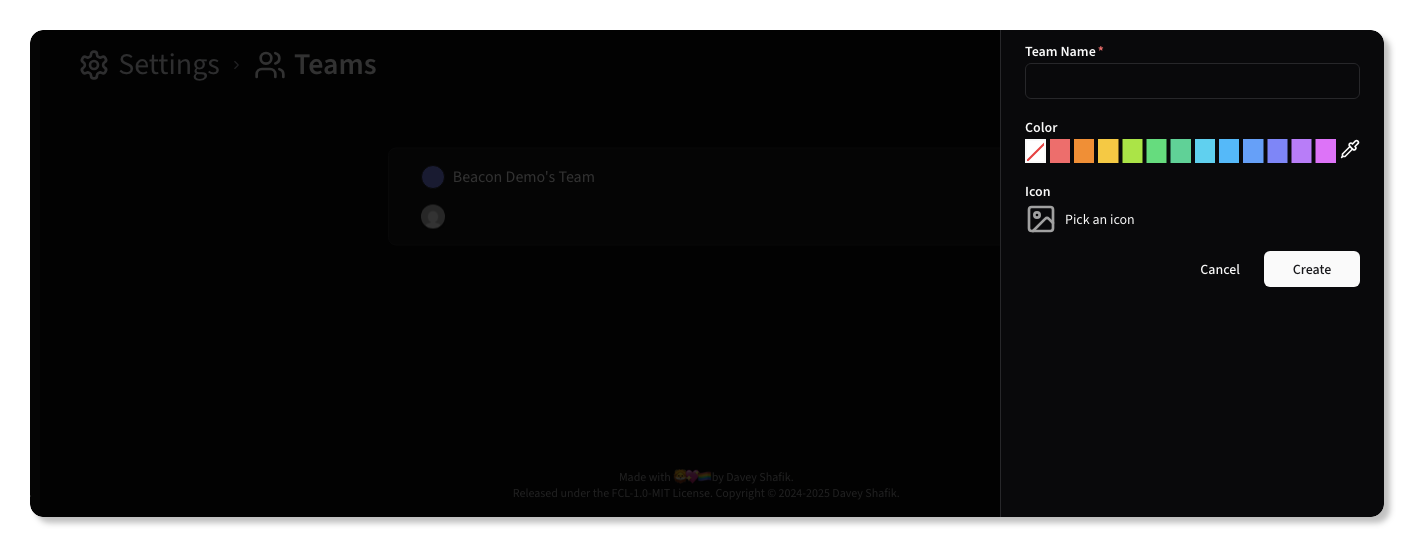 Settings › Teams
Beacon Demo's Team
Made with 🦁💖🏳️‍🌈by Davey Shafik.
Released under the FCL-1.0-MIT License. Copyright © 2024-2025 Davey Shafik.
Team Name *
Color
Icon
Pick an icon
Cancel Create